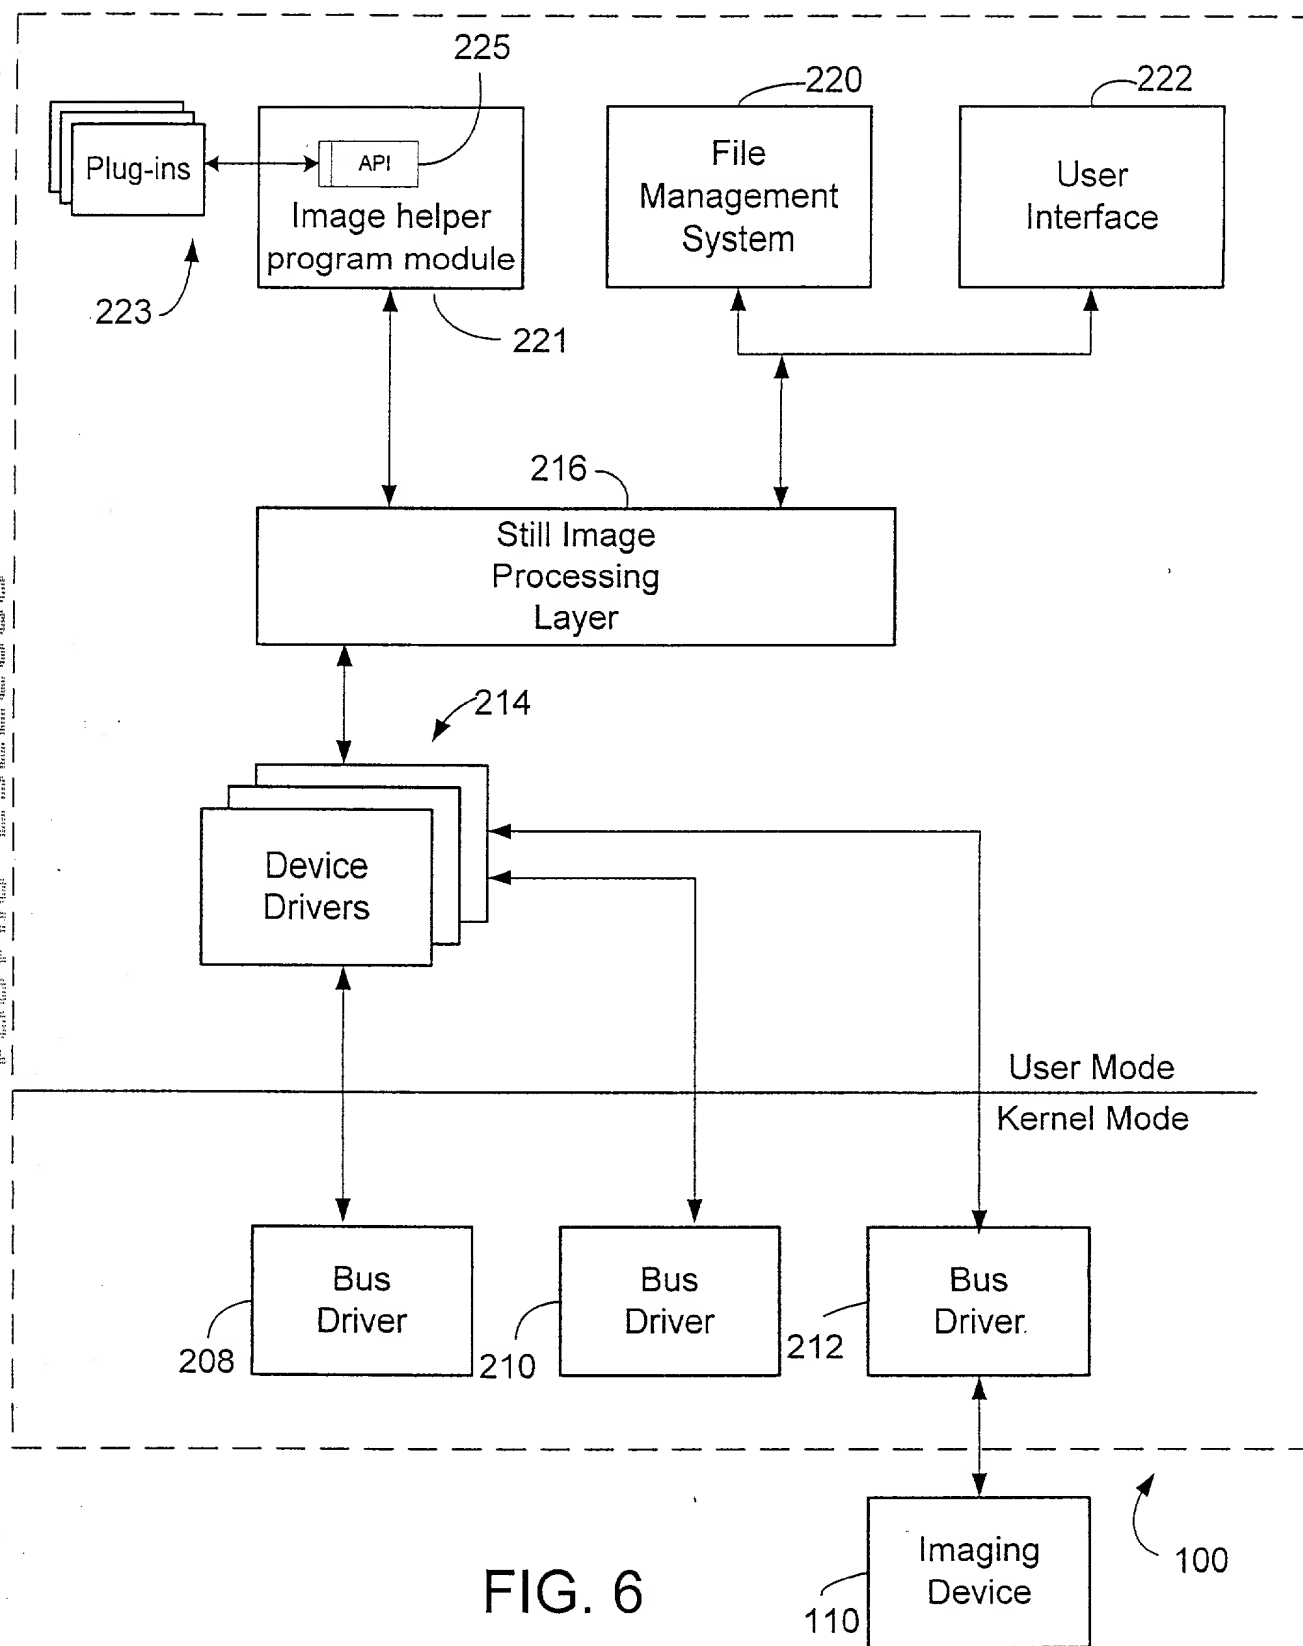 225
220
222
Plug-ins
API
Image helper
program module
File
Management
System
User
Interface
223
221
216
Still Image
Processing
Layer
214
Device
Drivers
User Mode
Kernel Mode
Bus
Driver
Bus
Driver
Bus
Driver
208
210
212
Imaging
Device
100
110
FIG. 6